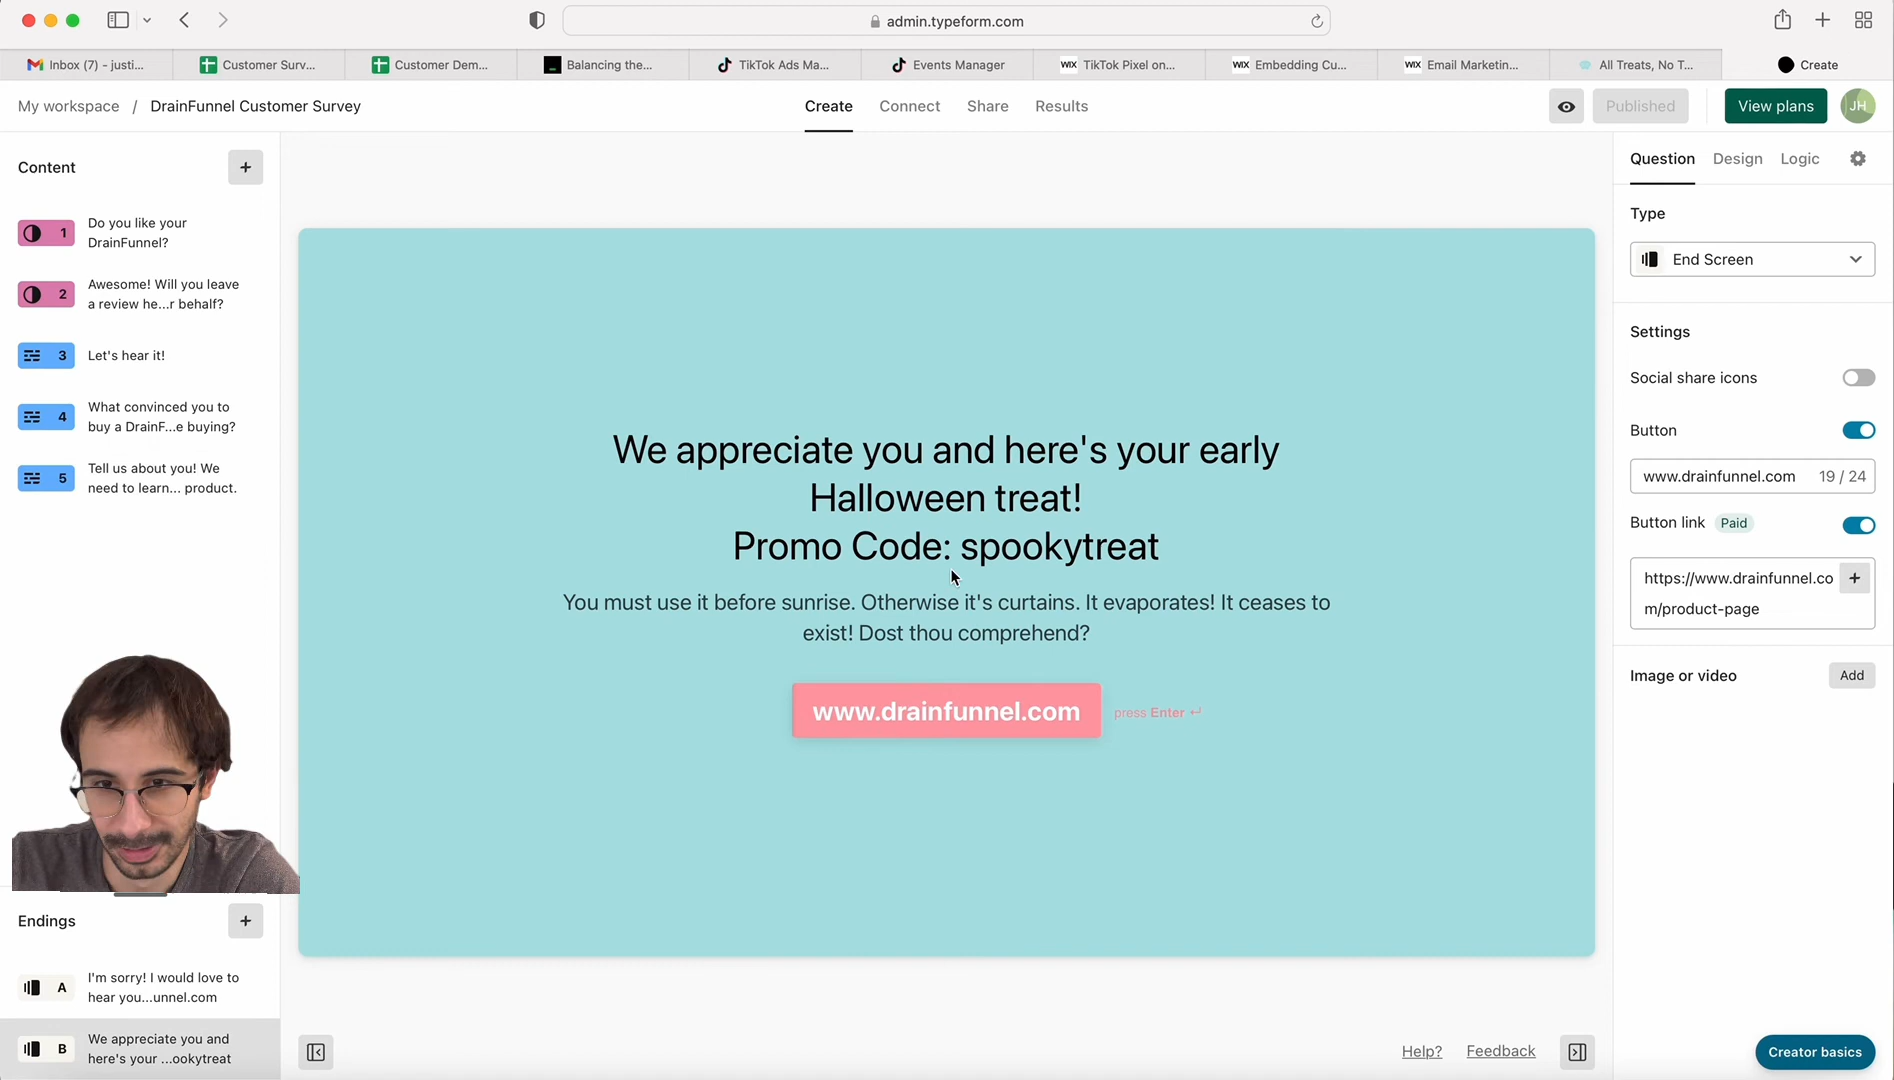 admin.typeform.com
Inbox (7) - justi...
Customer Surv...
Customer Dem...
Balancing the...
TikTok Ads Ma...
Events Manager
WIX TikTok Pixel on...
WIX Embedding Cu...
WIX Email Marketin...
All Treats, No T...
Create
My workspace / DrainFunnel Customer Survey
Create
Connect
Share
Results
Published
View plans
JH
Content
+
1
Do you like your
DrainFunnel?
2
Awesome! Will you leave
a review he...r behalf?
3
Let's hear it!
4
What convinced you to
buy a DrainF...e buying?
5
Tell us about you! We
need to learn... product.
Endings
+
A
I'm sorry! I would love to
hear you...unnel.com
B
We appreciate you and
here's your ...ookytreat
We appreciate you and here's your early
Halloween treat!
Promo Code: spookytreat
You must use it before sunrise. Otherwise it's curtains. It evaporates! It ceases to
exist! Dost thou comprehend?
www.drainfunnel.com
press Enter ↵
Help?
Feedback
Question
Design
Logic
Type
End Screen
Settings
Social share icons
Button
www.drainfunnel.com 19 / 24
Button link Paid
https://www.drainfunnel.co
m/product-page
+
Image or video
Add
Creator basics